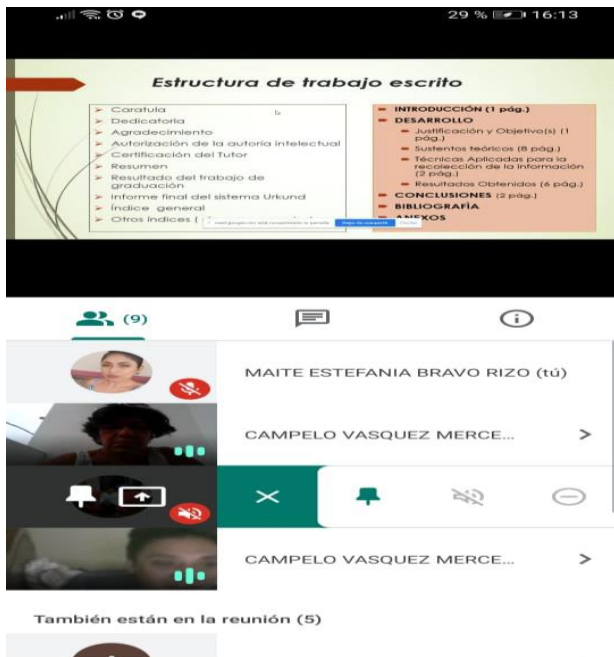 29 % 16:13
Estructura de trabajo escrito
Caratula
Dedicatoria
Agradecimiento
Autorización de la autoría intelectual
Certificación del Tutor
Resumen
Resultado del trabajo de
graduación
Informe final del sistema Urkund
Índice general
Otros índices (
INTRODUCCIÓN (1 pág.)
DESARROLLO
Justificación y Objetivo(s) (1
pág.)
Sustentos teóricos (8 pág.)
Técnicas Aplicadas para la
recolección de la información
(2 pág.)
Resultados Obtenidos (6 pág.)
CONCLUSIONES (2 pág.)
BIBLIOGRAFÍA
ANEXOS
(9)
MAITE ESTEFANIA BRAVO RIZO (tú)
CAMPELO VASQUEZ MERCE...
CAMPELO VASQUEZ MERCE...
También están en la reunión (5)